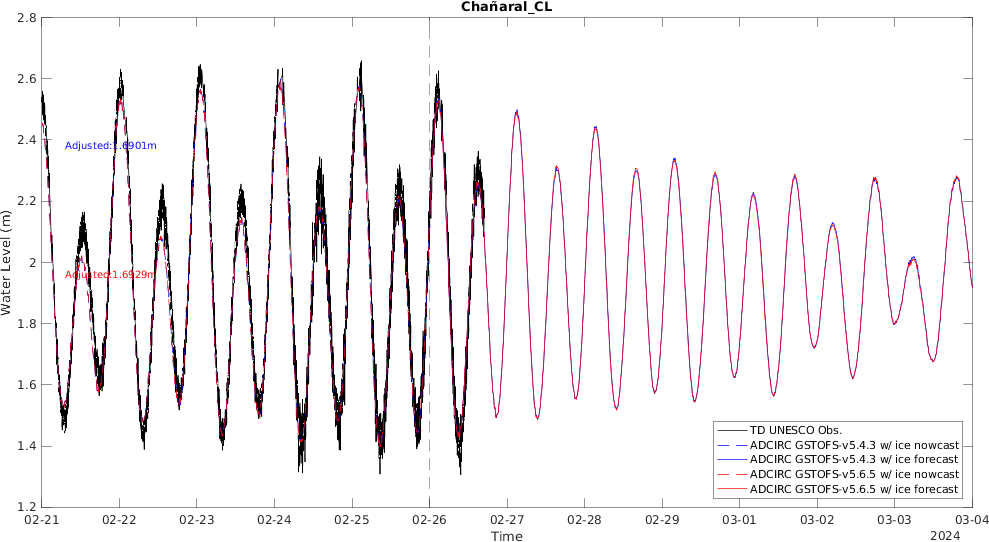 Chañaral_CL
Water Level (m)
2.8
2.6
2.4
2.2
2
1.8
1.6
1.4
1.2
Adjusted:1.6901m
Adjusted:1.6929m
TD UNESCO Obs.
ADCIRC GSTOFS-v5.4.3 w/ ice nowcast
ADCIRC GSTOFS-v5.4.3 w/ ice forecast
ADCIRC GSTOFS-v5.6.5 w/ ice nowcast
ADCIRC GSTOFS-v5.6.5 w/ ice forecast
02-21 02-22 02-23 02-24 02-25 02-26 02-27 02-28 02-29 03-01 03-02 03-03 03-04
Time
2024